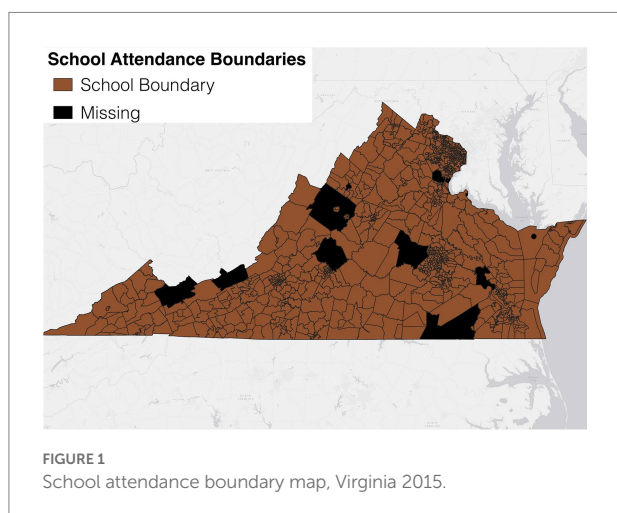 School Attendance Boundaries
School Boundary
Missing
FIGURE 1
School attendance boundary map, Virginia 2015.